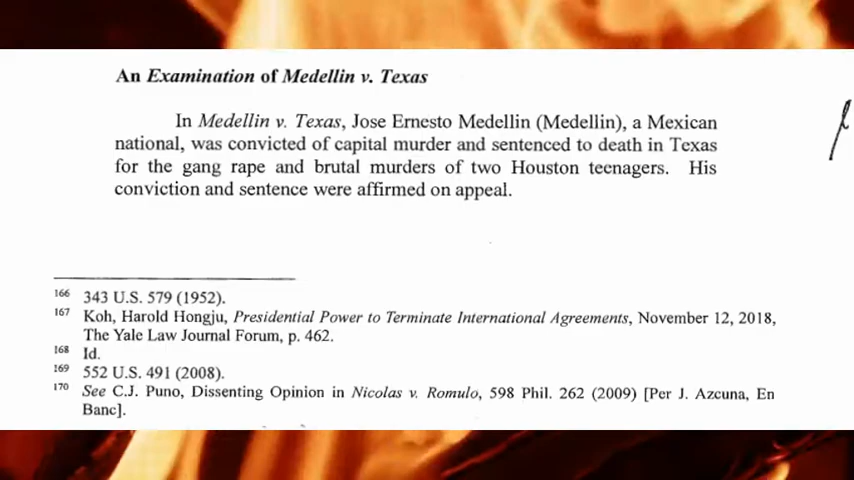 An Examination of Medellin v. Texas
In Medellin v. Texas, Jose Ernesto Medellin (Medellin), a Mexican
national, was convicted of capital murder and sentenced to death in Texas
for the gang rape and brutal murders of two Houston teenagers. His
conviction and sentence were affirmed on appeal.
166 343 U.S. 579 (1952).
167 Koh, Harold Hongju, Presidential Power to Terminate International Agreements, November 12, 2018,
The Yale Law Journal Forum, p. 462.
168 Id.
169 552 U.S. 491 (2008).
170 See C.J. Puno, Dissenting Opinion in Nicolas v. Romulo, 598 Phil. 262 (2009) [Per J. Azcuna, En
Banc].